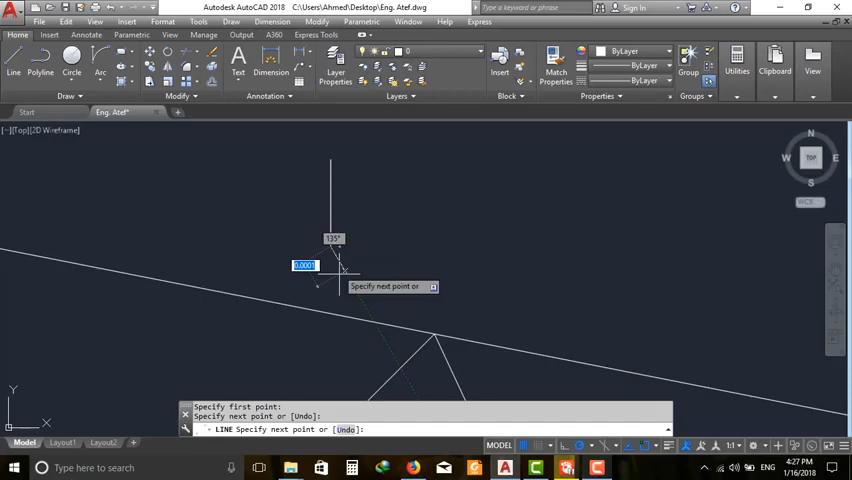 Autodesk AutoCAD 2018 C:\Users\Ahmed\Desktop\Eng. Atef.dwg
Type a keyword or phrase
Sign In
File Edit View Insert Format Tools Draw Dimension Modify Parametric Window Help Express
Home Insert Annotate Parametric View Manage Output A360 Express Tools
Line Polyline Circle Arc
Text Dimension
Layer Properties
0
Insert
Match Properties
ByLayer
ByLayer
ByLayer
Group
Utilities
Clipboard
View
Draw Modify Annotation Layers Block Properties Groups
Start Eng. Atef*
[−][Top][2D Wireframe]
N
W TOP E
S
WCS
135°
0.0001
Specify next point or
Y
X
Specify first point:
Specify next point or [Undo]:
LINE Specify next point or [Undo]:
Model Layout1 Layout2
MODEL 1:1
ENG
4:27 PM
1/16/2018